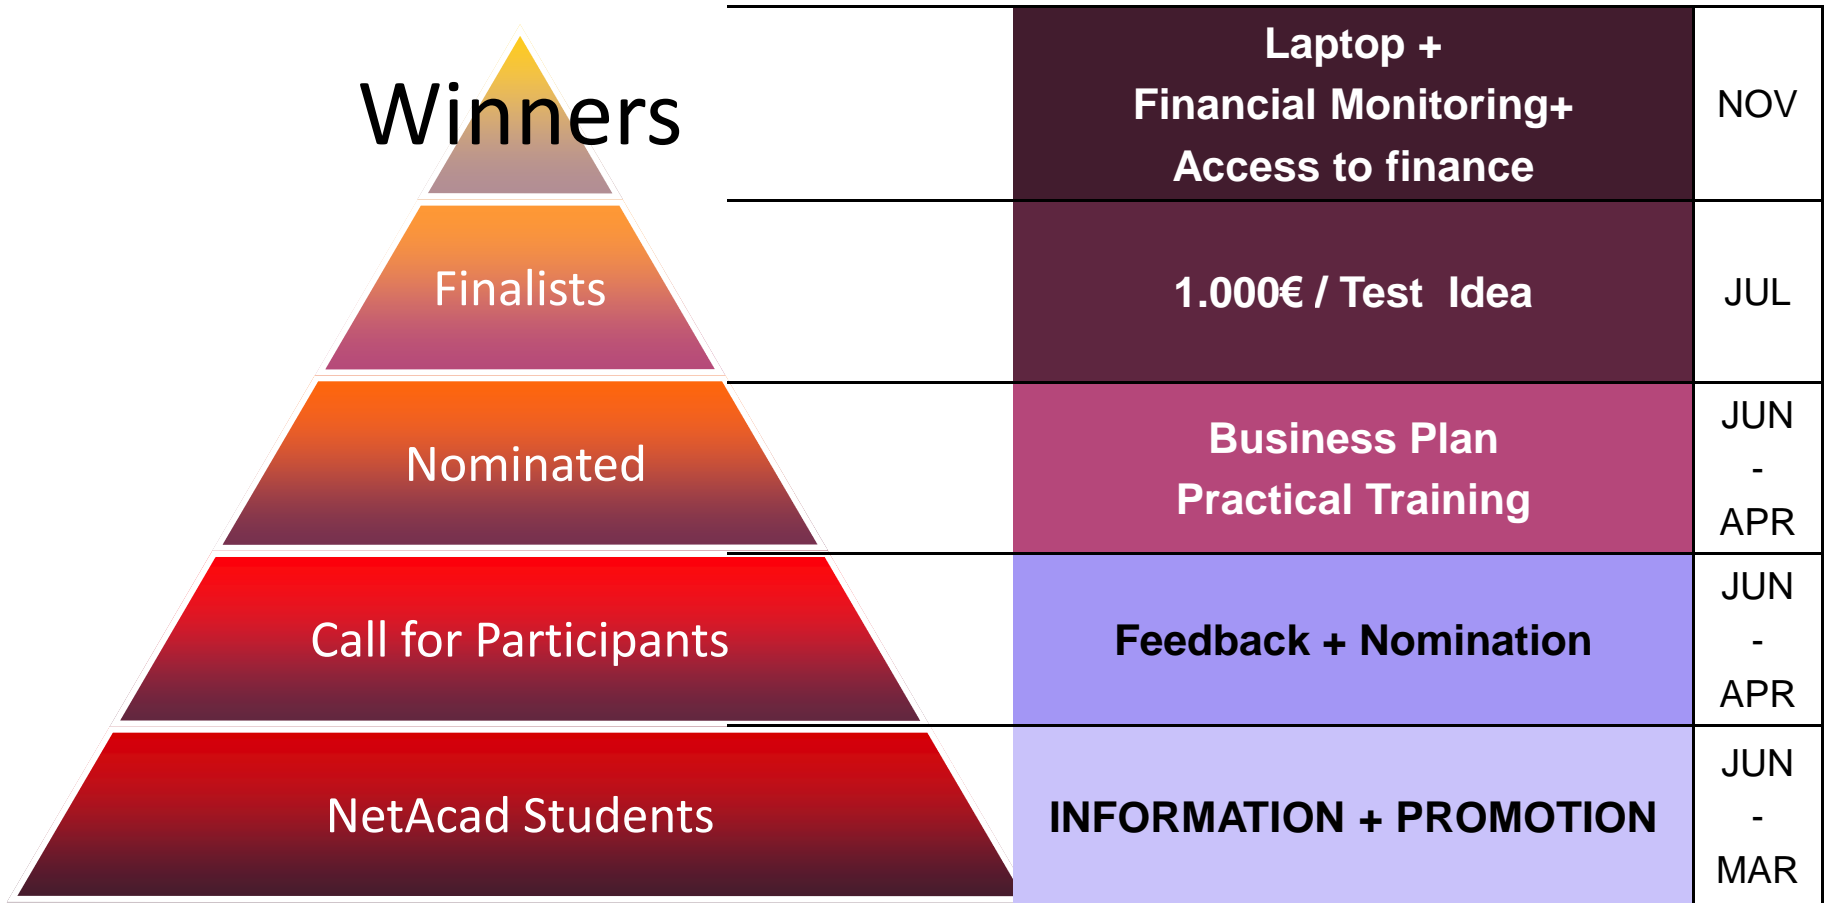 Winners
Laptop +
Financial Monitoring+
Access to finance
NOV
Finalists
1.000€ / Test Idea
JUL
Nominated
Business Plan
Practical Training
JUN
-
APR
Call for Participants
Feedback + Nomination
JUN
-
APR
NetAcad Students
INFORMATION + PROMOTION
JUN
-
MAR